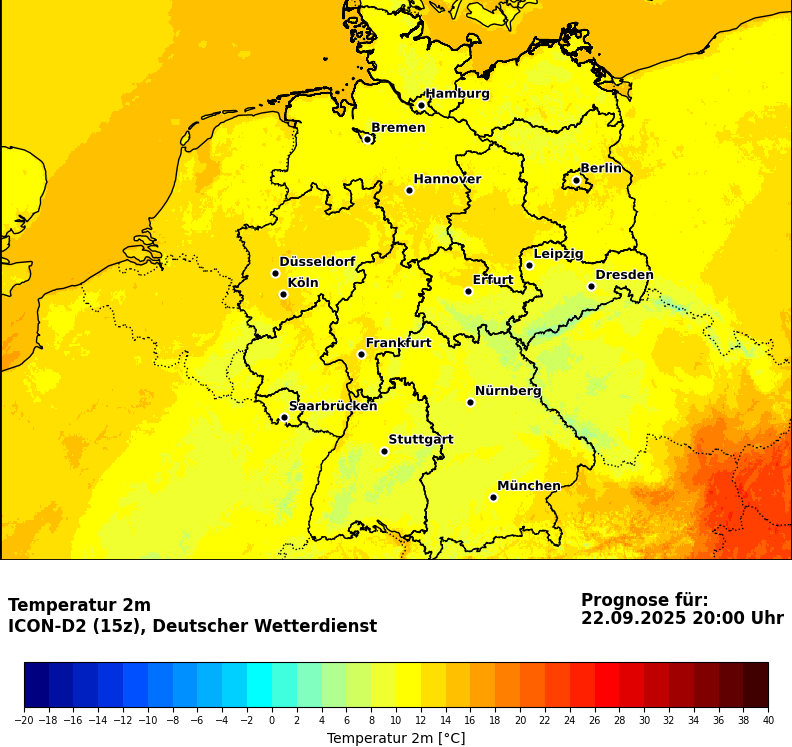 Hamburg
Bremen
Berlin
Hannover
Leipzig
Düsseldorf
Dresden
Köln
Erfurt
Frankfurt
Nürnberg
Saarbrücken
Stuttgart
München
Temperatur 2m
ICON-D2 (15z), Deutscher Wetterdienst
Prognose für:
22.09.2025 20:00 Uhr
−20 −18 −16 −14 −12 −10 −8 −6 −4 −2 0 2 4 6 8 10 12 14 16 18 20 22 24 26 28 30 32 34 36 38 40
Temperatur 2m [°C]